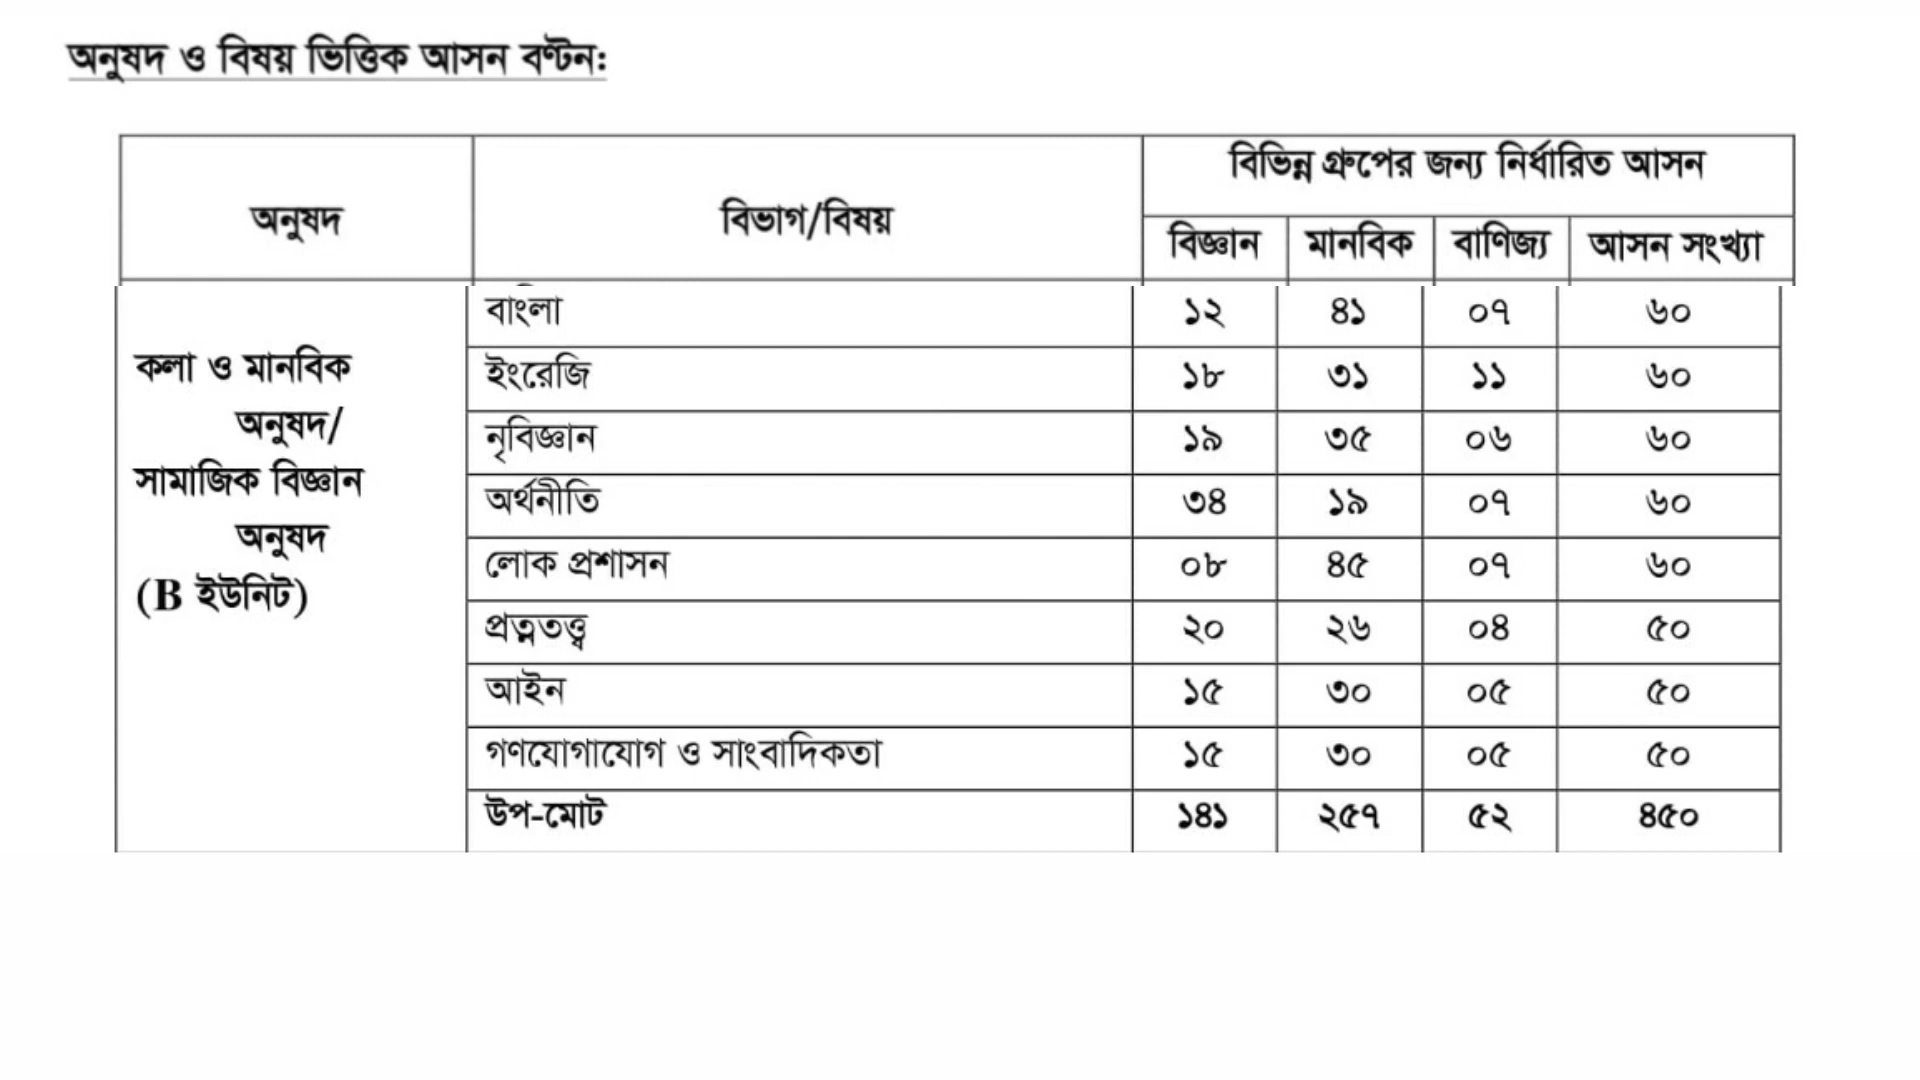 অনুষদ ও বিষয় ভিত্তিক আসন বণ্টন:
অনুষদ বিভাগ/বিষয় বিভিন্ন গ্রুপের জন্য নির্ধারিত আসন
বিজ্ঞান মানবিক বাণিজ্য আসন সংখ্যা
কলা ও মানবিক
অনুষদ/
সামাজিক বিজ্ঞান
অনুষদ
(B ইউনিট)
বাংলা ১২ ৪১ ০৭ ৬০
ইংরেজি ১৮ ৩১ ১১ ৬০
নৃবিজ্ঞান ১৯ ৩৫ ০৬ ৬০
অর্থনীতি ৩৪ ১৯ ০৭ ৬০
লোক প্রশাসন ০৮ ৪৫ ০৭ ৬০
প্রত্নতত্ত্ব ২০ ২৬ ০৪ ৫০
আইন ১৫ ৩০ ০৫ ৫০
গণযোগাযোগ ও সাংবাদিকতা ১৫ ৩০ ০৫ ৫০
উপ-মোট ১৪১ ২৫৭ ৫২ ৪৫০